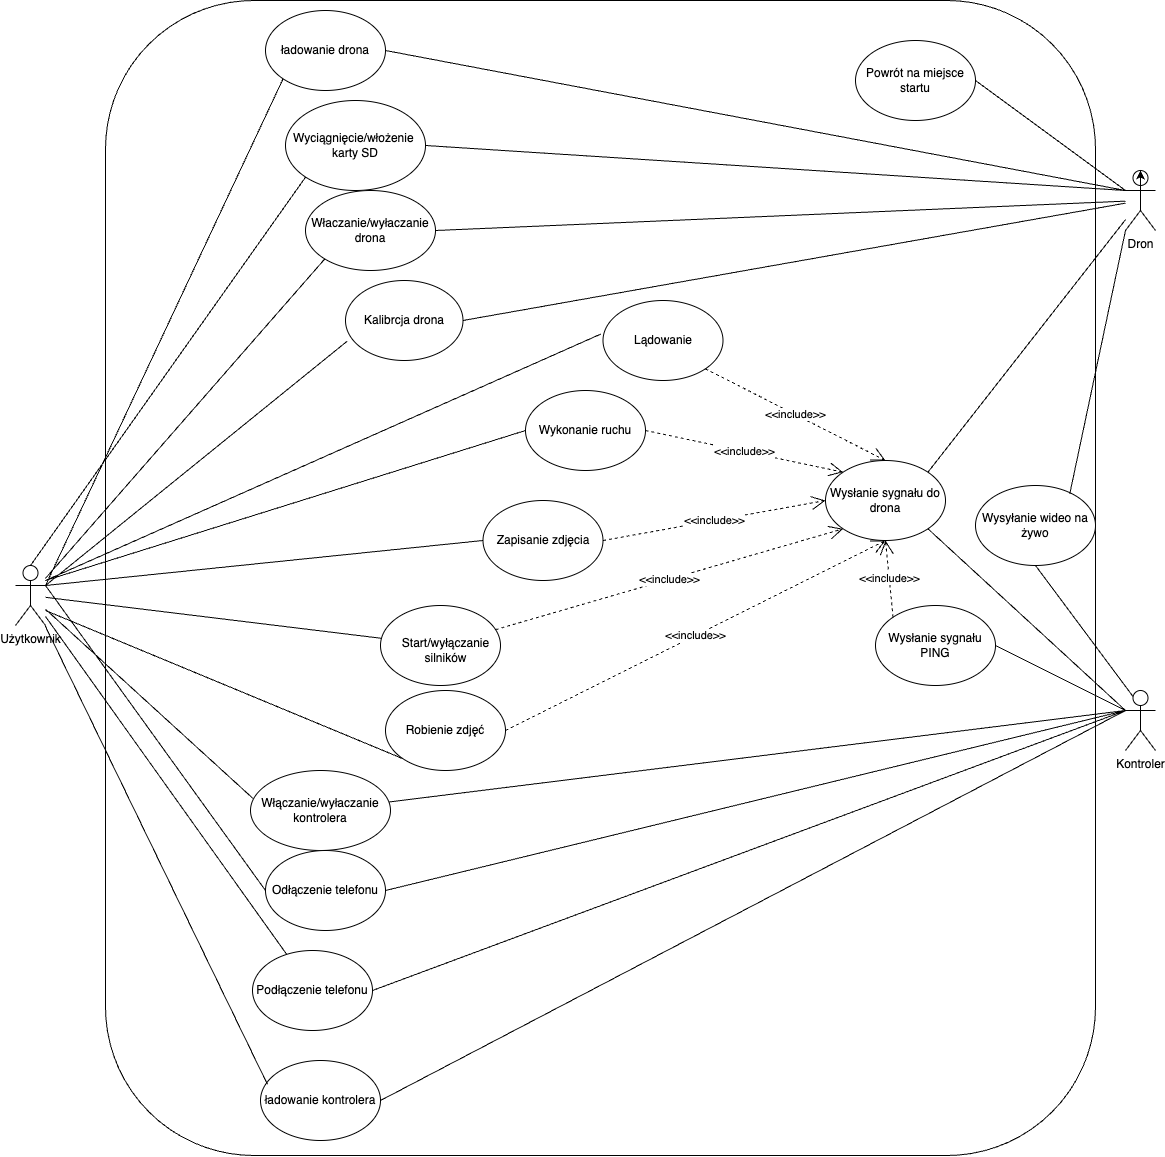 ładowanie drona
Powrót na miejsce
startu
Wyciągnięcie/włożenie
karty SD
Właczanie/wyłaczanie
drona
Dron
Kalibrcja drona
Lądowanie
<<include>>
Wykonanie ruchu
<<include>>
Wysłanie sygnału do
drona
Wysyłanie wideo na
żywo
<<include>>
Zapisanie zdjęcia
<<include>>
<<include>>
Użytkownik
Start/wyłączanie
silników
<<include>>
Wysłanie sygnału
PING
Robienie zdjęć
Kontroler
Włączanie/wyłaczanie
kontrolera
Odłączenie telefonu
Podłączenie telefonu
ładowanie kontrolera